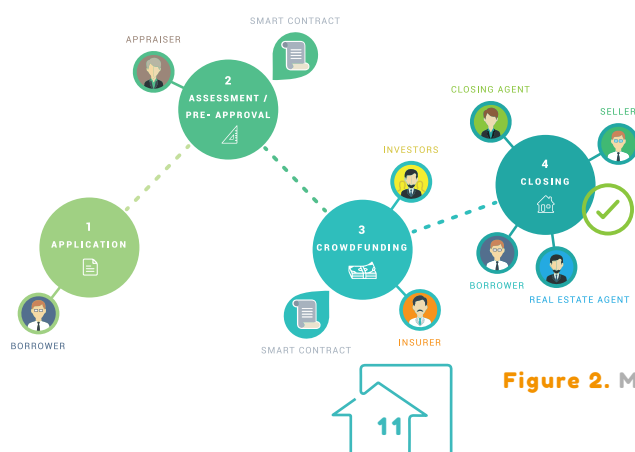 SMART CONTRACT
APPRAISER
2
ASSESSMENT /
PRE- APPROVAL
CLOSING AGENT
SELLER
INVESTORS
4
CLOSING
1
APPLICATION
3
CROWDFUNDING
BORROWER
REAL ESTATE AGENT
BORROWER
SMART CONTRACT
INSURER
Figure 2. M
11